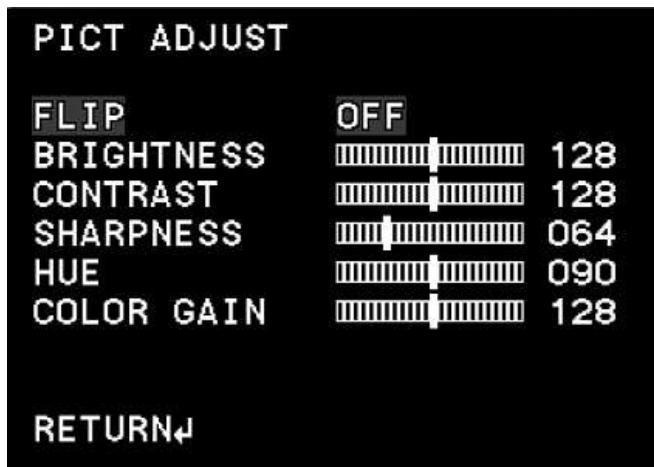 PICT ADJUST
FLIP OFF
BRIGHTNESS 128
CONTRAST 128
SHARPNESS 064
HUE 090
COLOR GAIN 128
RETURN↵